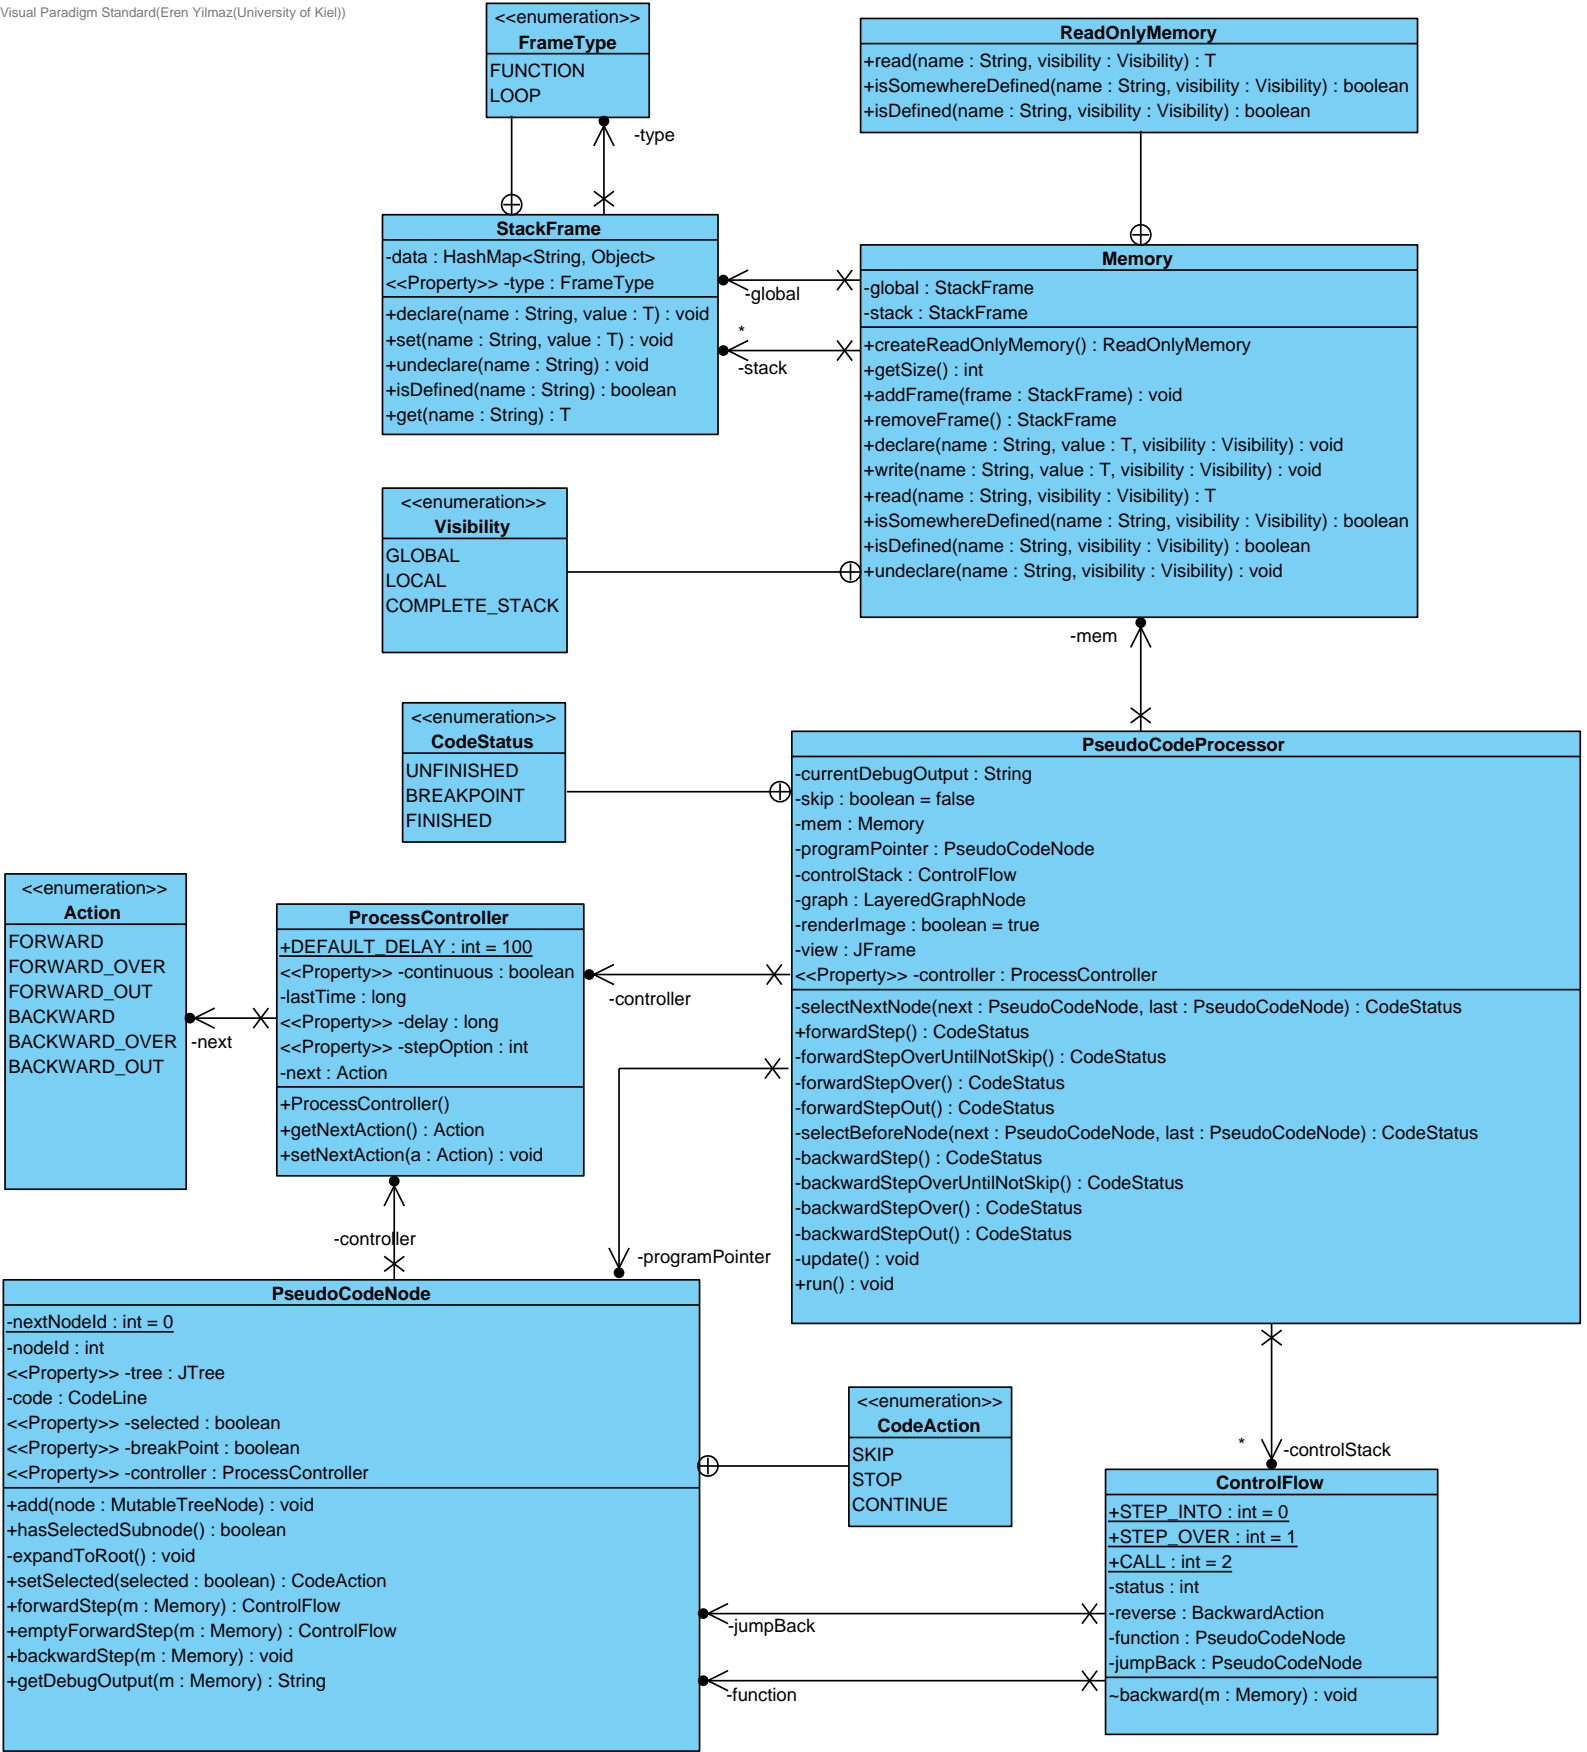 Visual Paradigm Standard(Eren Yilmaz(University of Kiel))
<<enumeration>>
FrameType
FUNCTION
LOOP
-type
ReadOnlyMemory
+read(name : String, visibility : Visibility) : T
+isSomewhereDefined(name : String, visibility : Visibility) : boolean
+isDefined(name : String, visibility : Visibility) : boolean
StackFrame
-data : HashMap<String, Object>
<<Property>> -type : FrameType
+declare(name : String, value : T) : void
+set(name : String, value : T) : void
+undeclare(name : String) : void
+isDefined(name : String) : boolean
+get(name : String) : T
-global
*
-stack
Memory
-global : StackFrame
-stack : StackFrame
+createReadOnlyMemory() : ReadOnlyMemory
+getSize() : int
+addFrame(frame : StackFrame) : void
+removeFrame() : StackFrame
+declare(name : String, value : T, visibility : Visibility) : void
+write(name : String, value : T, visibility : Visibility) : void
+read(name : String, visibility : Visibility) : T
+isSomewhereDefined(name : String, visibility : Visibility) : boolean
+isDefined(name : String, visibility : Visibility) : boolean
+undeclare(name : String, visibility : Visibility) : void
<<enumeration>>
Visibility
GLOBAL
LOCAL
COMPLETE_STACK
-mem
<<enumeration>>
CodeStatus
UNFINISHED
BREAKPOINT
FINISHED
PseudoCodeProcessor
-currentDebugOutput : String
-skip : boolean = false
-mem : Memory
-programPointer : PseudoCodeNode
-controlStack : ControlFlow
-graph : LayeredGraphNode
-renderImage : boolean = true
-view : JFrame
<<Property>> -controller : ProcessController
-selectNextNode(next : PseudoCodeNode, last : PseudoCodeNode) : CodeStatus
+forwardStep() : CodeStatus
-forwardStepOverUntilNotSkip() : CodeStatus
-forwardStepOver() : CodeStatus
-forwardStepOut() : CodeStatus
-selectBeforeNode(next : PseudoCodeNode, last : PseudoCodeNode) : CodeStatus
-backwardStep() : CodeStatus
-backwardStepOverUntilNotSkip() : CodeStatus
-backwardStepOver() : CodeStatus
-backwardStepOut() : CodeStatus
-update() : void
+run() : void
<<enumeration>>
Action
FORWARD
FORWARD_OVER
FORWARD_OUT
BACKWARD
BACKWARD_OVER
BACKWARD_OUT
-next
ProcessController
+DEFAULT_DELAY : int = 100
<<Property>> -continuous : boolean
-lastTime : long
<<Property>> -delay : long
<<Property>> -stepOption : int
-next : Action
+ProcessController()
+getNextAction() : Action
+setNextAction(a : Action) : void
-controller
-controller
-programPointer
PseudoCodeNode
-nextNodeId : int = 0
-nodeId : int
<<Property>> -tree : JTree
-code : CodeLine
<<Property>> -selected : boolean
<<Property>> -breakPoint : boolean
<<Property>> -controller : ProcessController
+add(node : MutableTreeNode) : void
+hasSelectedSubnode() : boolean
-expandToRoot() : void
+setSelected(selected : boolean) : CodeAction
+forwardStep(m : Memory) : ControlFlow
+emptyForwardStep(m : Memory) : ControlFlow
+backwardStep(m : Memory) : void
+getDebugOutput(m : Memory) : String
<<enumeration>>
CodeAction
SKIP
STOP
CONTINUE
*
-controlStack
ControlFlow
+STEP_INTO : int = 0
+STEP_OVER : int = 1
+CALL : int = 2
-status : int
-reverse : BackwardAction
-function : PseudoCodeNode
-jumpBack : PseudoCodeNode
~backward(m : Memory) : void
-jumpBack
-function